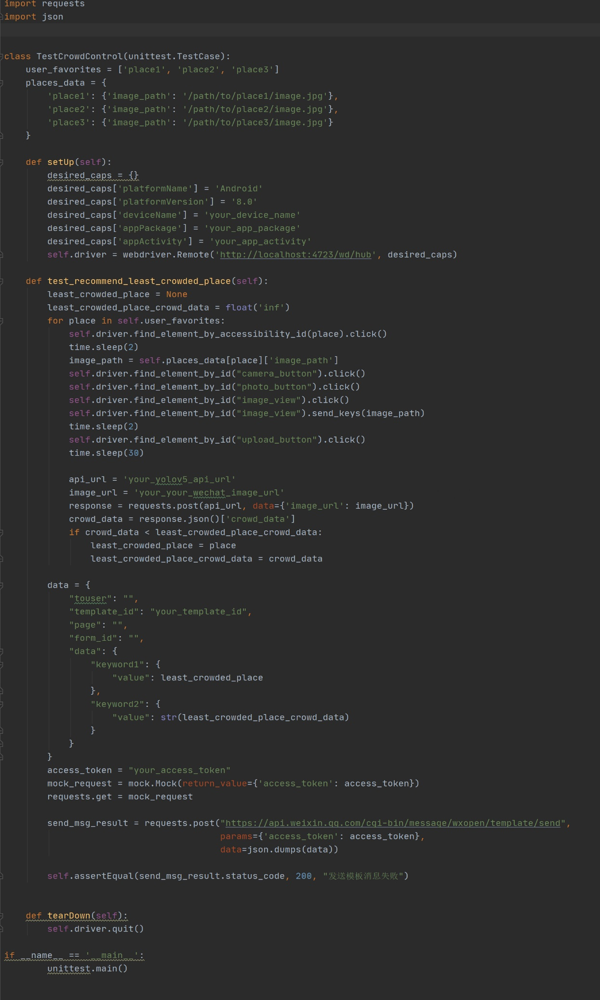 import requests
import json
class TestCrowdControl(unittest.TestCase):
    user_favorites = ['place1', 'place2', 'place3']
    places_data = {
        'place1': {'image_path': '/path/to/place1/image.jpg'},
        'place2': {'image_path': '/path/to/place2/image.jpg'},
        'place3': {'image_path': '/path/to/place3/image.jpg'}
    }
    def setUp(self):
        desired_caps = {}
        desired_caps['platformName'] = 'Android'
        desired_caps['platformVersion'] = '8.0'
        desired_caps['deviceName'] = 'your_device_name'
        desired_caps['appPackage'] = 'your_app_package'
        desired_caps['appActivity'] = 'your_app_activity'
        self.driver = webdriver.Remote('http://localhost:4723/wd/hub', desired_caps)
    def test_recommend_least_crowded_place(self):
        least_crowded_place = None
        least_crowded_place_crowd_data = float('inf')
        for place in self.user_favorites:
            self.driver.find_element_by_accessibility_id(place).click()
            time.sleep(2)
            image_path = self.places_data[place]['image_path']
            self.driver.find_element_by_id("camera_button").click()
            self.driver.find_element_by_id("photo_button").click()
            self.driver.find_element_by_id("image_view").click()
            self.driver.find_element_by_id("image_view").send_keys(image_path)
            time.sleep(2)
            self.driver.find_element_by_id("upload_button").click()
            time.sleep(30)
            api_url = 'your_yolov5_api_url'
            image_url = 'your_your_wechat_image_url'
            response = requests.post(api_url, data={'image_url': image_url})
            crowd_data = response.json()['crowd_data']
            if crowd_data < least_crowded_place_crowd_data:
                least_crowded_place = place
                least_crowded_place_crowd_data = crowd_data
        data = {
            "touser": "",
            "template_id": "your_template_id",
            "page": "",
            "form_id": "",
            "data": {
                "keyword1": {
                    "value": least_crowded_place
                },
                "keyword2": {
                    "value": str(least_crowded_place_crowd_data)
                }
            }
        }
        access_token = "your_access_token"
        mock_request = mock.Mock(return_value={'access_token': access_token})
        requests.get = mock_request
        send_msg_result = requests.post("https://api.weixin.qq.com/cgi-bin/message/wxopen/template/send",
                                        params={'access_token': access_token},
                                        data=json.dumps(data))
        self.assertEqual(send_msg_result.status_code, 200, "发送模板消息失败")
    def tearDown(self):
        self.driver.quit()
if __name__ == '__main__':
        unittest.main()